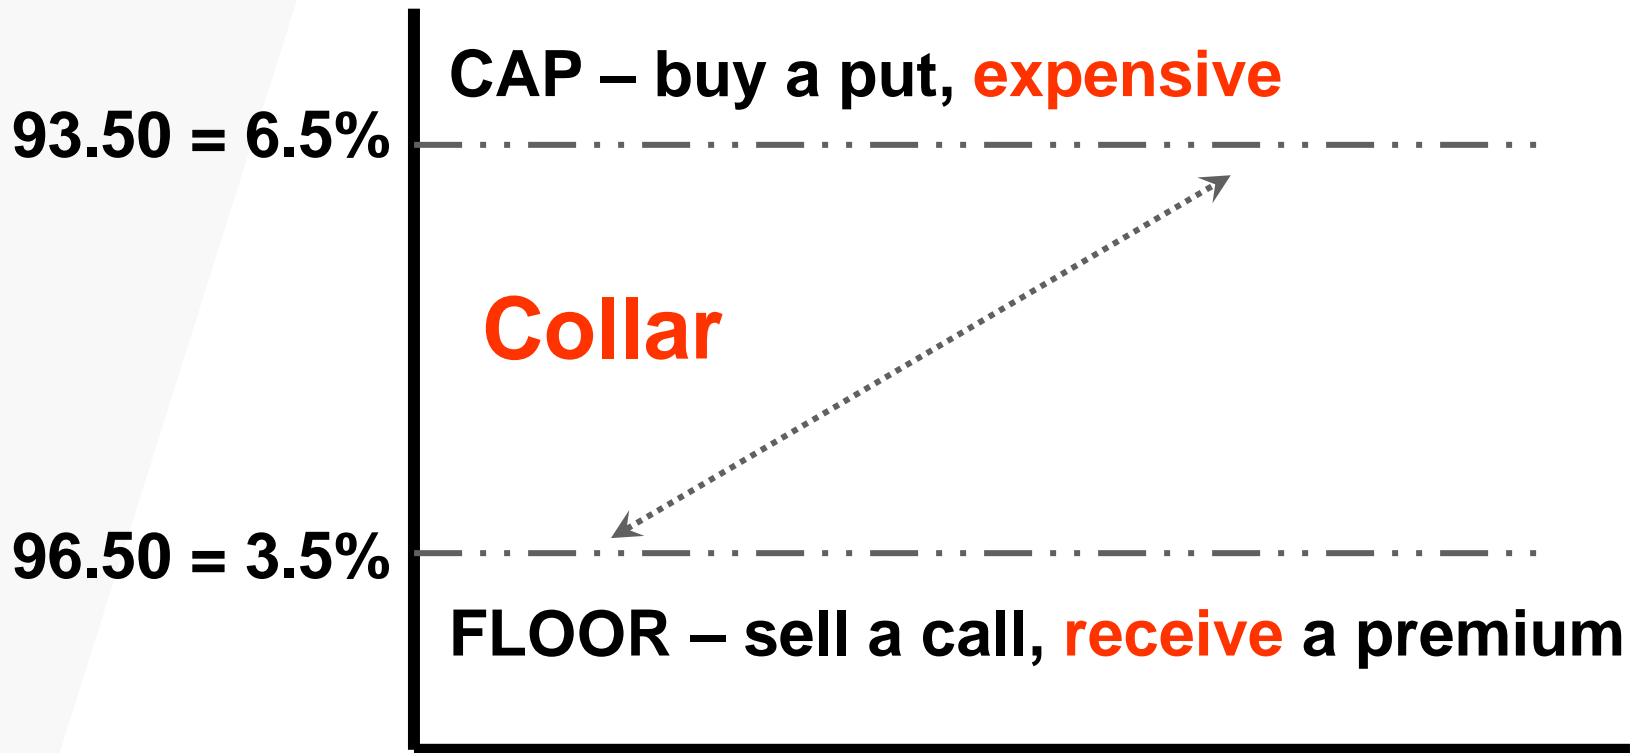 CAP – buy a put, expensive
93.50 = 6.5%
Collar
96.50 = 3.5%
FLOOR – sell a call, receive a premium